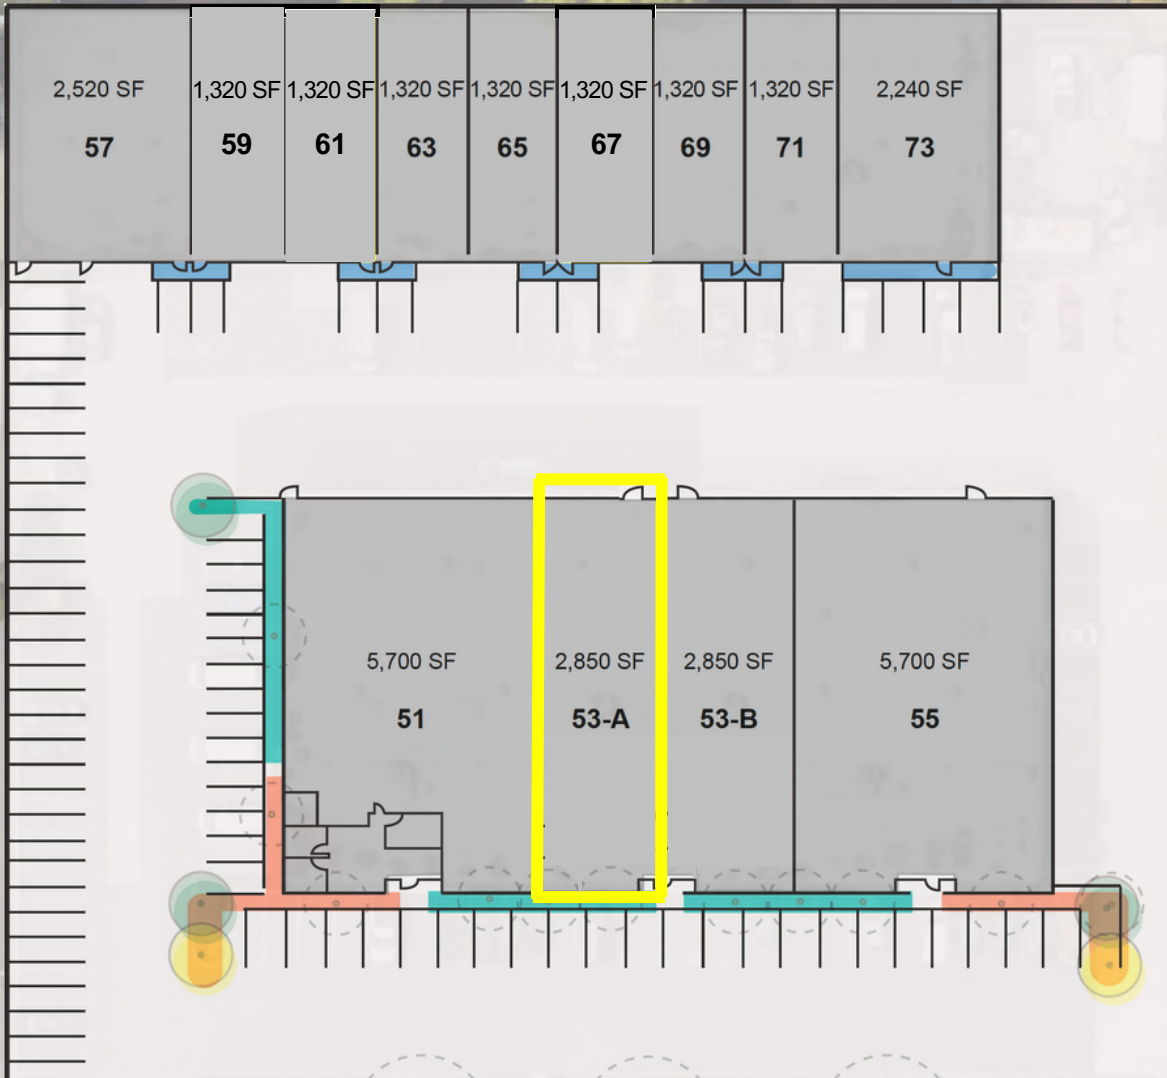 2,520 SF 1,320 SF 1,320 SF 1,320 SF 1,320 SF 1,320 SF 1,320 SF 1,320 SF 2,240 SF
57 59 61 63 65 67 69 71 73
5,700 SF 2,850 SF 2,850 SF 5,700 SF
51 53-A 53-B 55